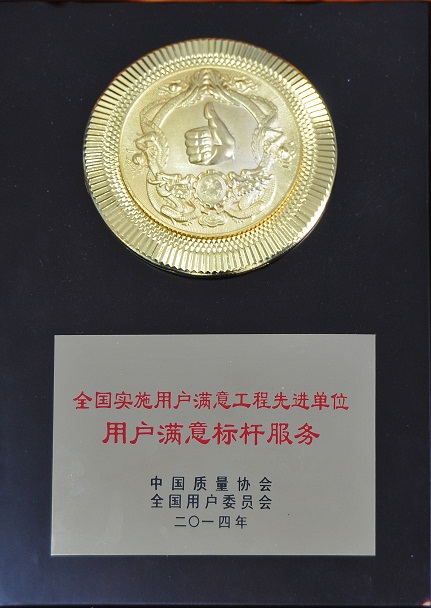 全国实施用户满意工程先进单位
用户满意标杆服务
中国质量协会
全国用户委员会
二〇一四年